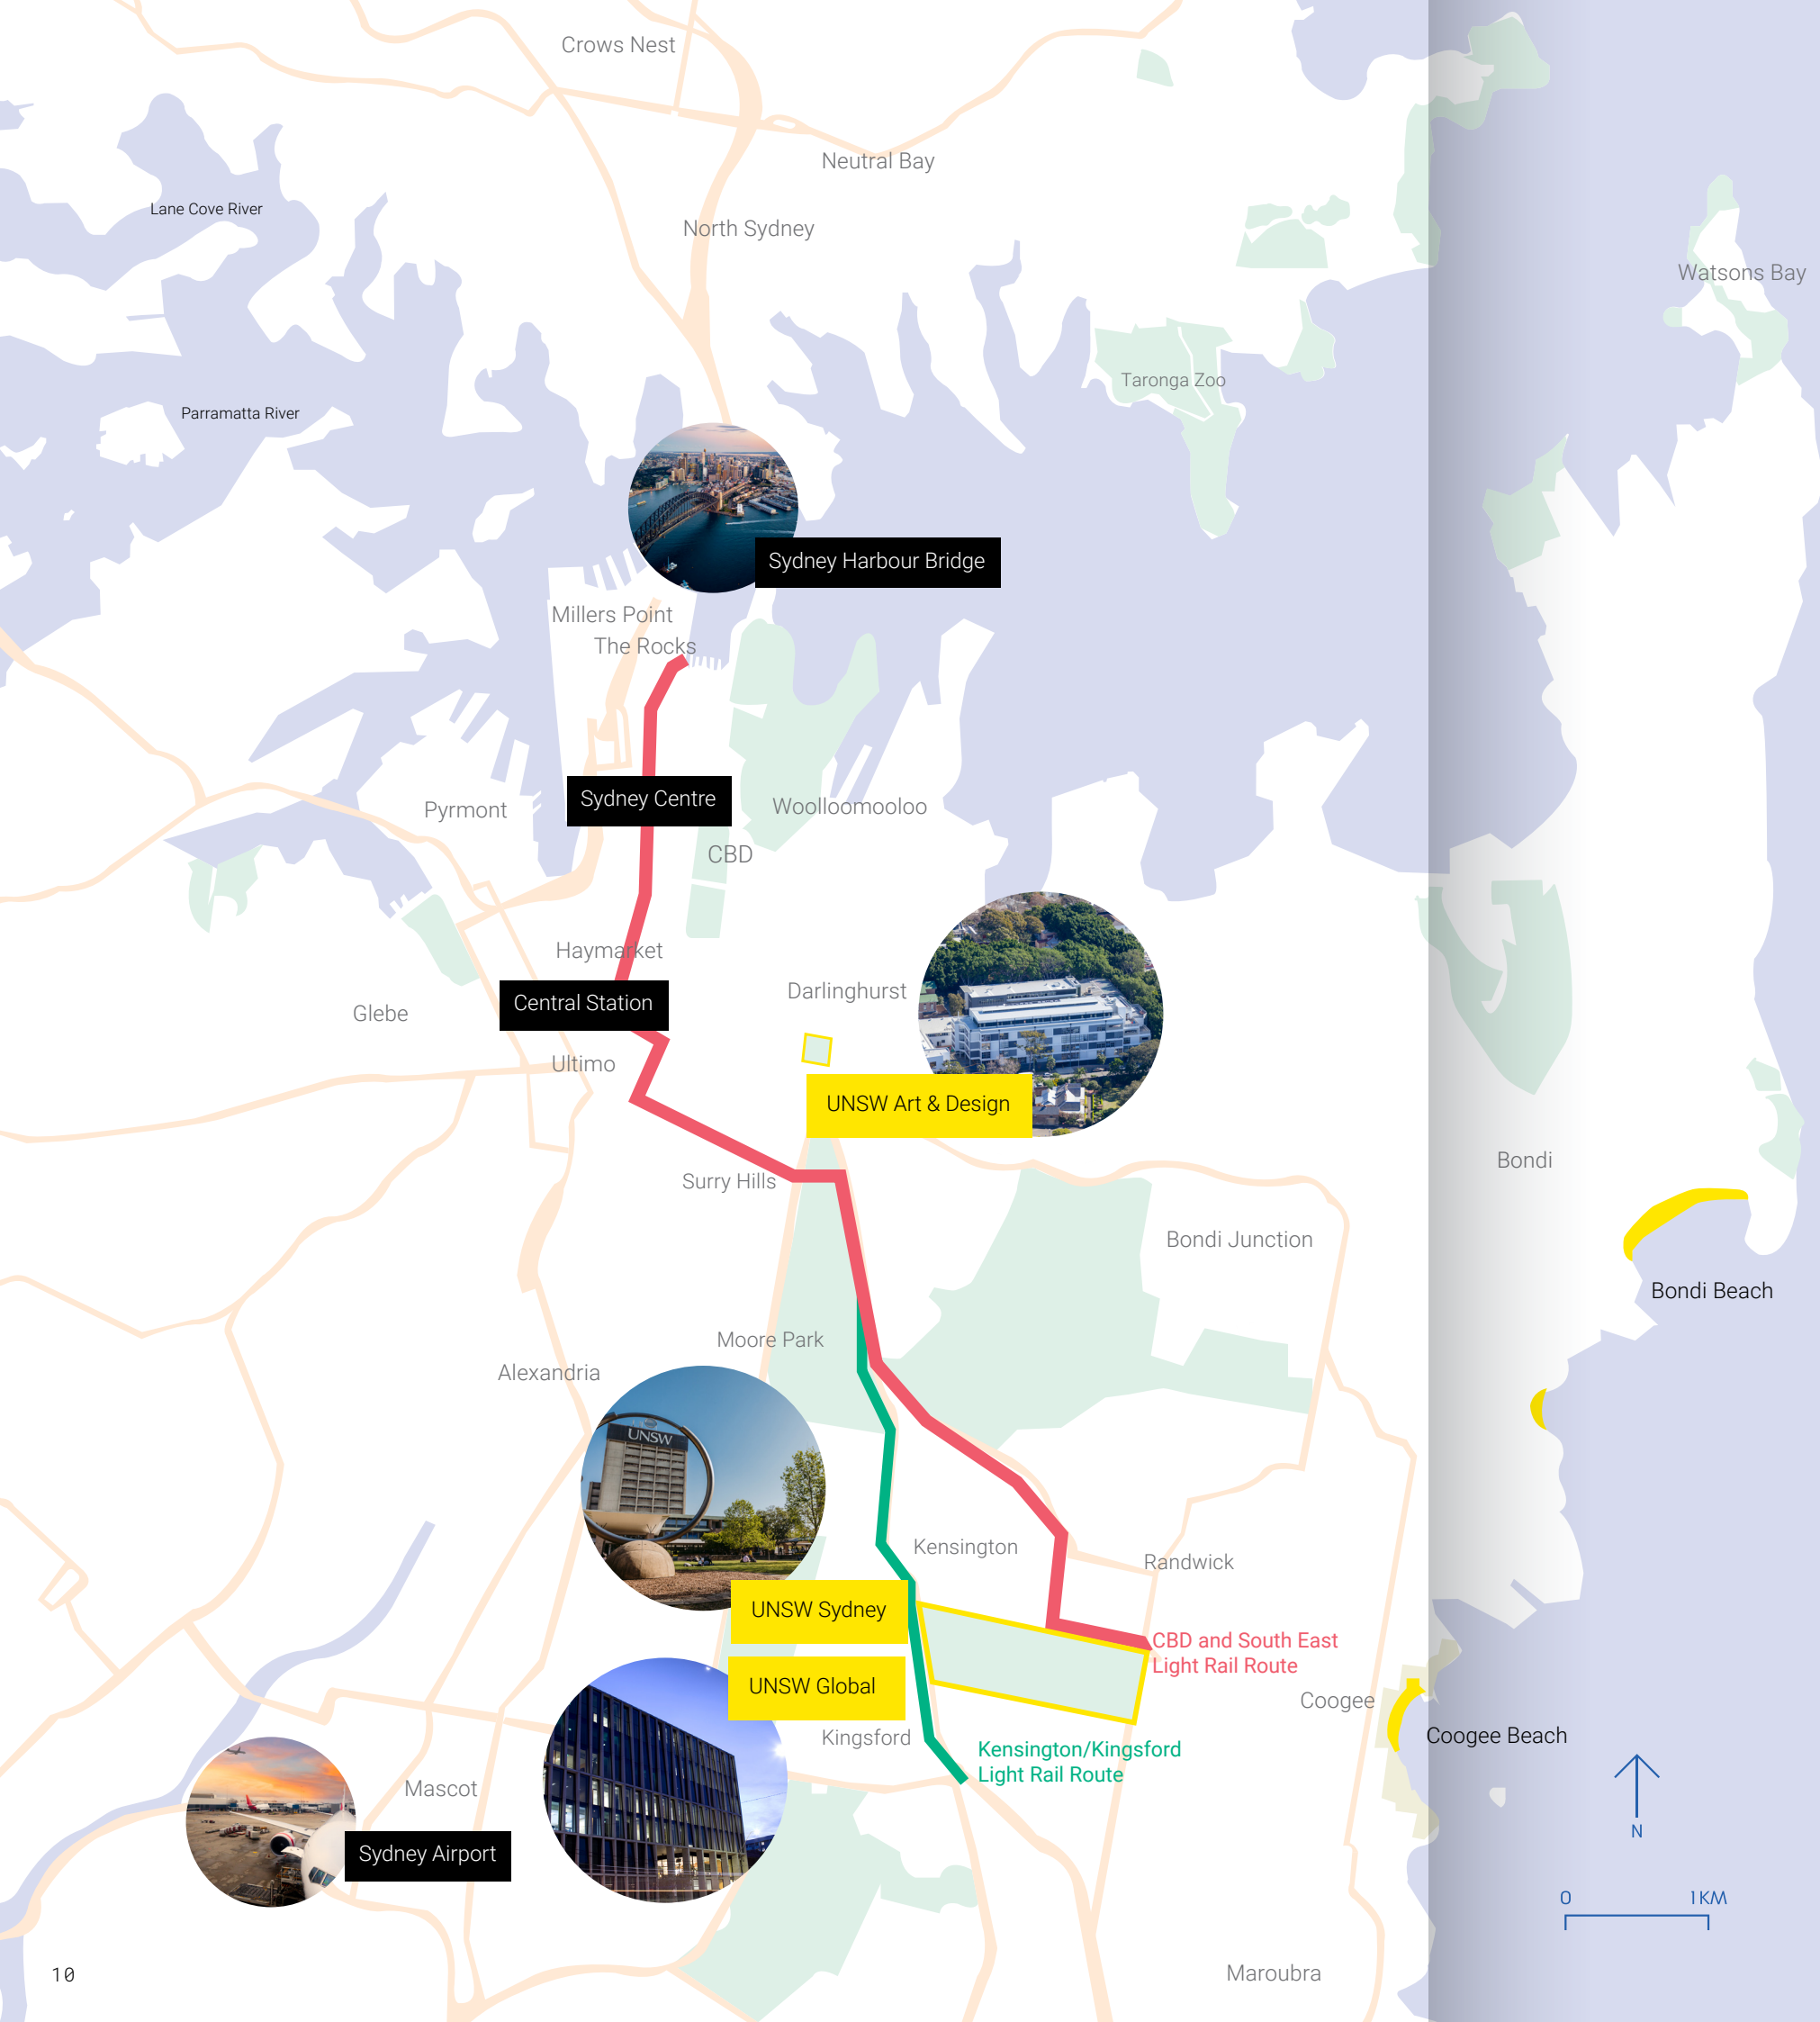 Crows Nest
Neutral Bay
Lane Cove River
North Sydney
Watsons Bay
Taronga Zoo
Parramatta River
Sydney Harbour Bridge
Millers Point
The Rocks
Sydney Centre
Pyrmont
Woolloomooloo
CBD
Haymarket
Darlinghurst
Central Station
Glebe
Ultimo
UNSW Art & Design
Surry Hills
Bondi
Bondi Junction
Bondi Beach
Moore Park
Alexandria
UNSW
Kensington
Randwick
UNSW Sydney
CBD and South East
Light Rail Route
UNSW Global
Coogee
Kingsford
Coogee Beach
Kensington/Kingsford
Light Rail Route
Mascot
N
Sydney Airport
0 1KM
10
Maroubra